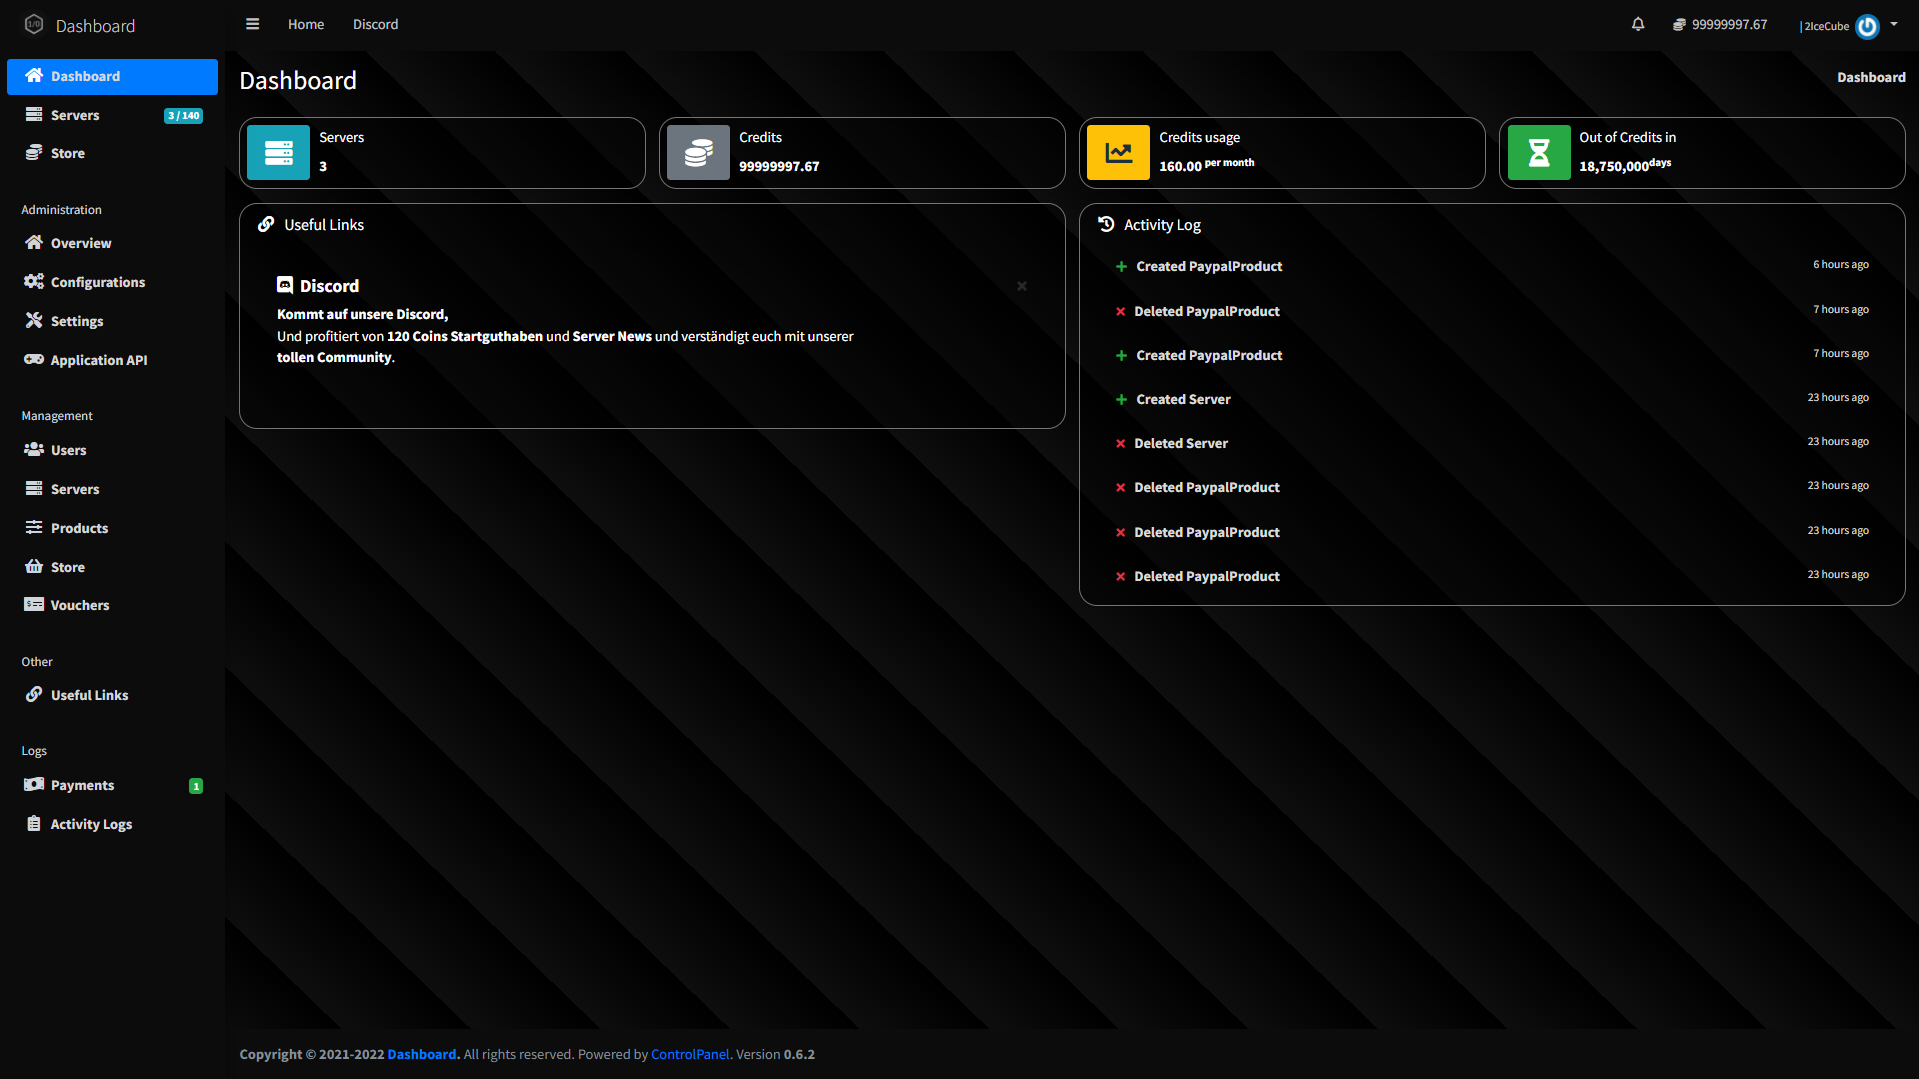 Dashboard
Home
Discord
99999997.67
| 2IceCube
Dashboard
Servers
3 / 140
Store
Administration
Overview
Configurations
Settings
Application API
Management
Users
Servers
Products
Store
Vouchers
Other
Useful Links
Logs
Payments
1
Activity Logs
Dashboard
Dashboard
Servers
3
Credits
99999997.67
Credits usage
160.00 per month
Out of Credits in
18,750,000days
Useful Links
Discord
Kommt auf unsere Discord,
Und profitiert von 120 Coins Startguthaben und Server News und verständigt euch mit unserer
tollen Community.
Activity Log
Created PaypalProduct
6 hours ago
Deleted PaypalProduct
7 hours ago
Created PaypalProduct
7 hours ago
Created Server
23 hours ago
Deleted Server
23 hours ago
Deleted PaypalProduct
23 hours ago
Deleted PaypalProduct
23 hours ago
Deleted PaypalProduct
23 hours ago
Copyright © 2021-2022 Dashboard. All rights reserved. Powered by ControlPanel. Version 0.6.2